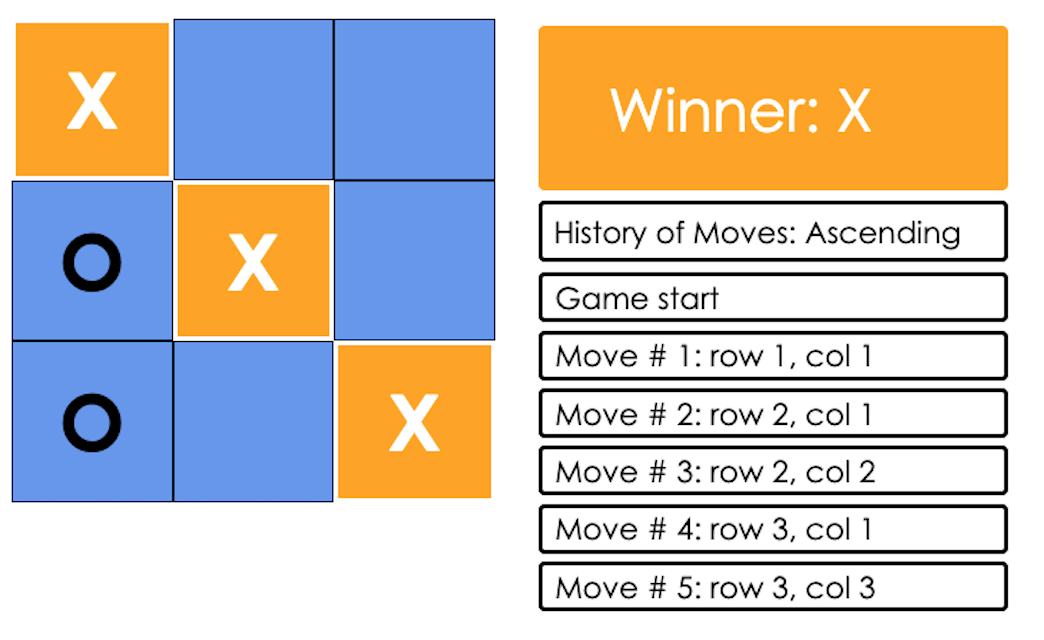 X
O X
O X
Winner: X
History of Moves: Ascending
Game start
Move # 1: row 1, col 1
Move # 2: row 2, col 1
Move # 3: row 2, col 2
Move # 4: row 3, col 1
Move # 5: row 3, col 3